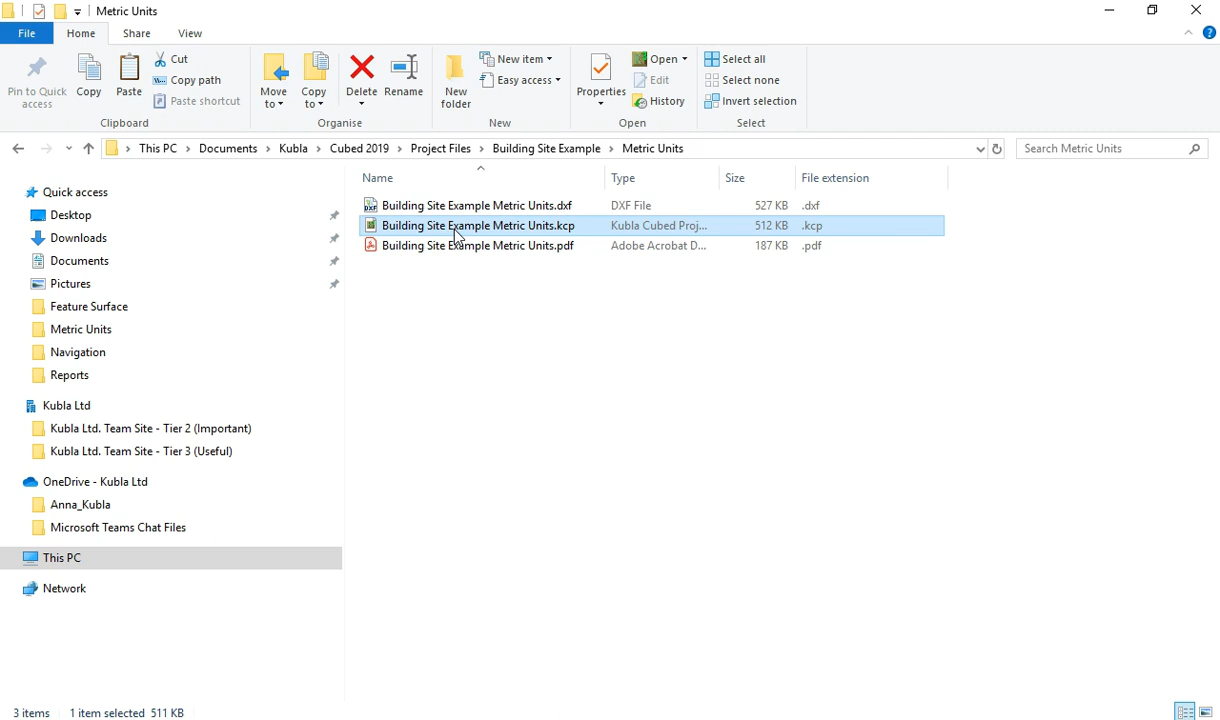 Metric Units
File Home Share View
Pin to Quick access
Copy
Paste
Cut
Copy path
Paste shortcut
Clipboard
Move to
Copy to
Delete
Rename
Organise
New folder
New item
Easy access
New
Properties
Open
Edit
History
Open
Select all
Select none
Invert selection
Select
This PC > Documents > Kubla > Cubed 2019 > Project Files > Building Site Example > Metric Units
Search Metric Units
Quick access
Desktop
Downloads
Documents
Pictures
Feature Surface
Metric Units
Navigation
Reports
Kubla Ltd
Kubla Ltd. Team Site - Tier 2 (Important)
Kubla Ltd. Team Site - Tier 3 (Useful)
OneDrive - Kubla Ltd
Anna_Kubla
Microsoft Teams Chat Files
This PC
Network
Name Type Size File extension
Building Site Example Metric Units.dxf DXF File 527 KB .dxf
Building Site Example Metric Units.kcp Kubla Cubed Proj... 512 KB .kcp
Building Site Example Metric Units.pdf Adobe Acrobat D... 187 KB .pdf
3 items 1 item selected 511 KB